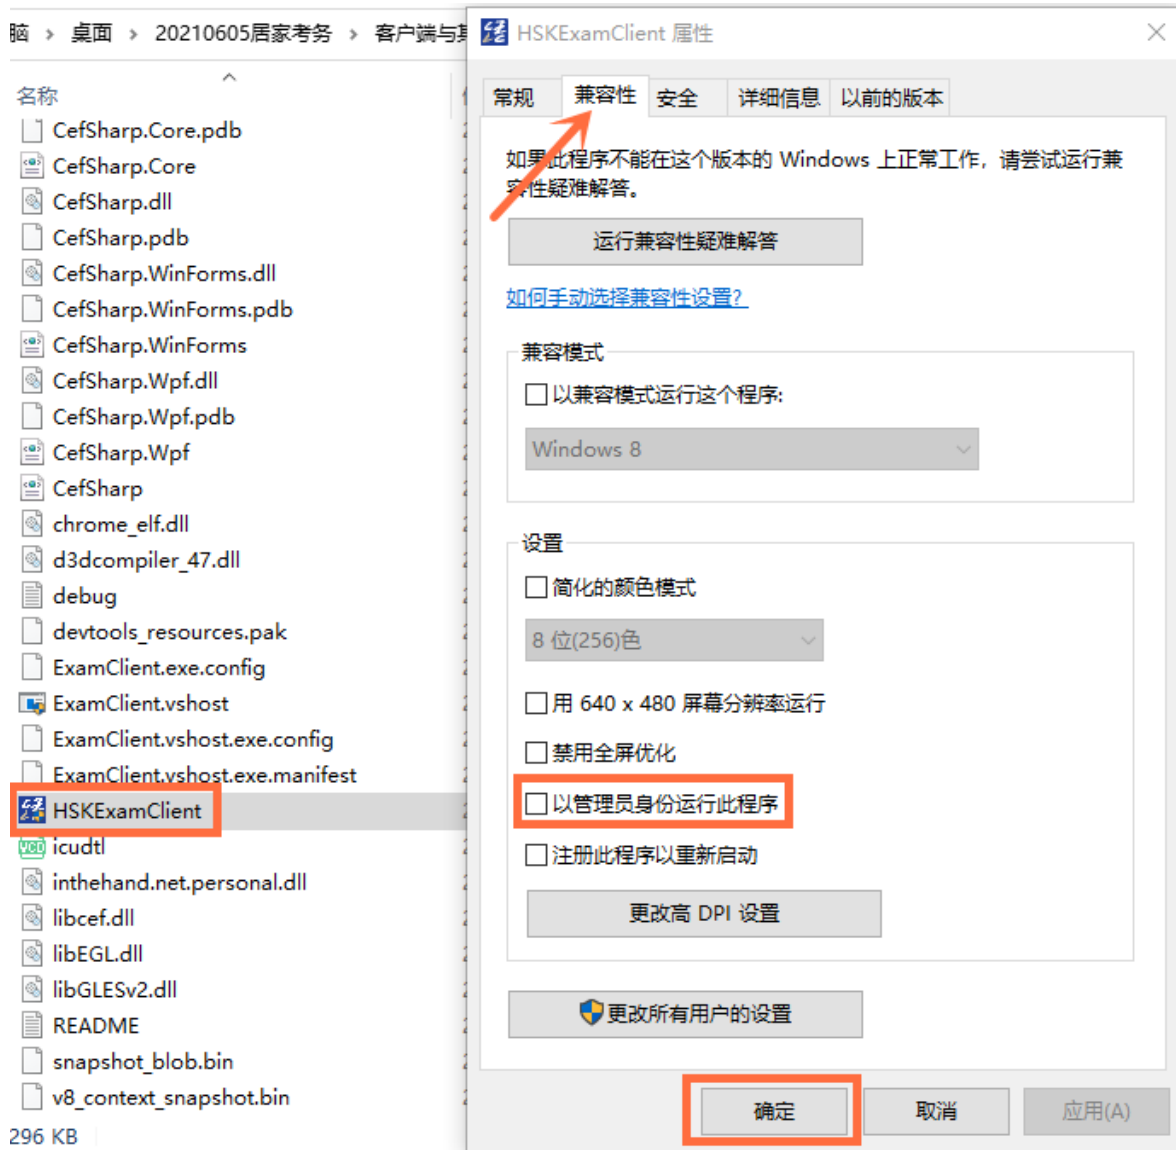 脑 › 桌面 › 20210605居家考务 › 客户端与
名称
CefSharp.Core.pdb
CefSharp.Core
CefSharp.dll
CefSharp.pdb
CefSharp.WinForms.dll
CefSharp.WinForms.pdb
CefSharp.WinForms
CefSharp.Wpf.dll
CefSharp.Wpf.pdb
CefSharp.Wpf
CefSharp
chrome_elf.dll
d3dcompiler_47.dll
debug
devtools_resources.pak
ExamClient.exe.config
ExamClient.vshost
ExamClient.vshost.exe.config
ExamClient.vshost.exe.manifest
HSKExamClient
icudtl
inthehand.net.personal.dll
libcef.dll
libEGL.dll
libGLESv2.dll
README
snapshot_blob.bin
v8_context_snapshot.bin
296 KB
HSKExamClient 属性
常规 兼容性 安全 详细信息 以前的版本
如果此程序不能在这个版本的 Windows 上正常工作，请尝试运行兼
容性疑难解答。
运行兼容性疑难解答
如何手动选择兼容性设置?
兼容模式
以兼容模式运行这个程序:
Windows 8
设置
简化的颜色模式
8 位(256)色
用 640 x 480 屏幕分辨率运行
禁用全屏优化
以管理员身份运行此程序
注册此程序以重新启动
更改高 DPI 设置
更改所有用户的设置
确定 取消 应用(A)